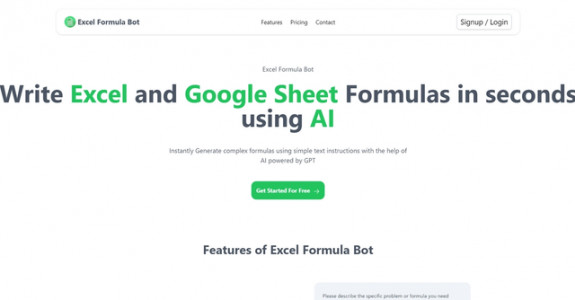 Excel Formula Bot
Features Pricing Contact
Signup / Login
Excel Formula Bot
Write Excel and Google Sheet Formulas in seconds
using AI
Instantly Generate complex formulas using simple text instructions with the help of
AI powered by GPT
Get Started For Free →
Features of Excel Formula Bot
Please describe the specific problem or formula you need